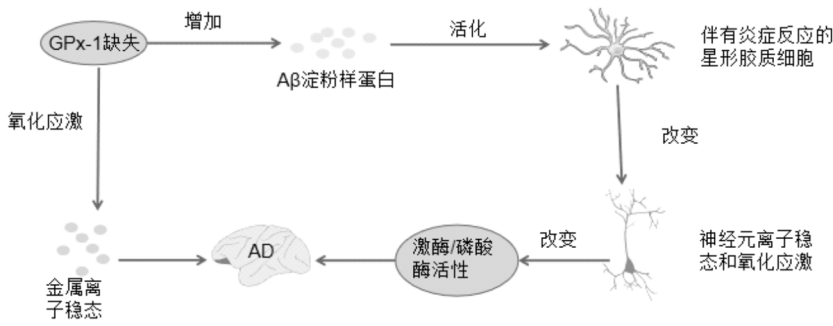 GPx-1缺失
增加
Aβ淀粉样蛋白
活化
伴有炎症反应的
星形胶质细胞
氧化应激
改变
金属离
子稳态
AD
激酶/磷酸
酶活性
改变
神经元离子稳
态和氧化应激